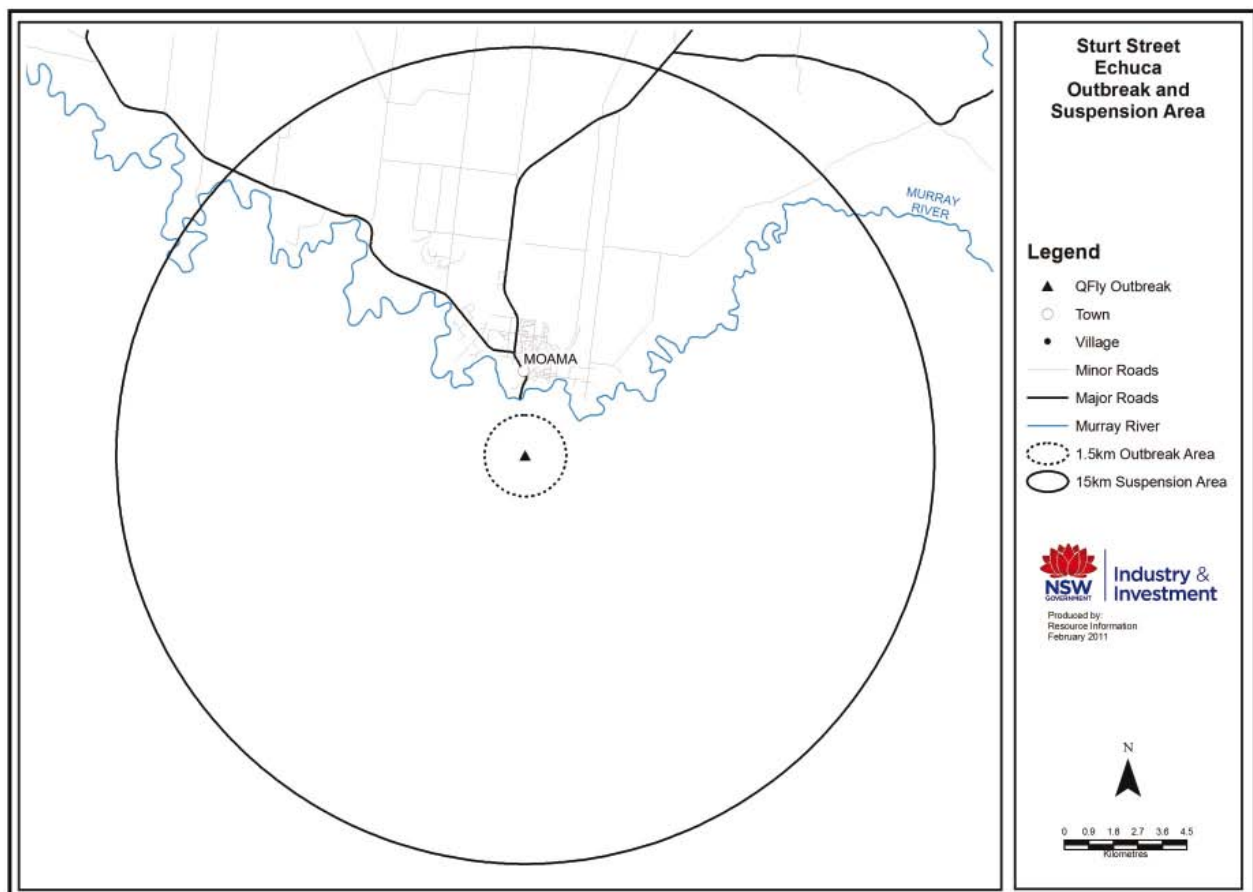 Sturt Street
Echuca
Outbreak and
Suspension Area
MURRAY
RIVER
MOAMA
Legend
QFly Outbreak
Town
Village
Minor Roads
Major Roads
Murray River
1.5km Outbreak Area
15km Suspension Area
NSW
GOVERNMENT
Industry &
Investment
Produced by:
Resource Information
February 2011
N
0 0.9 1.8 2.7 3.6 4.5
Kilometres